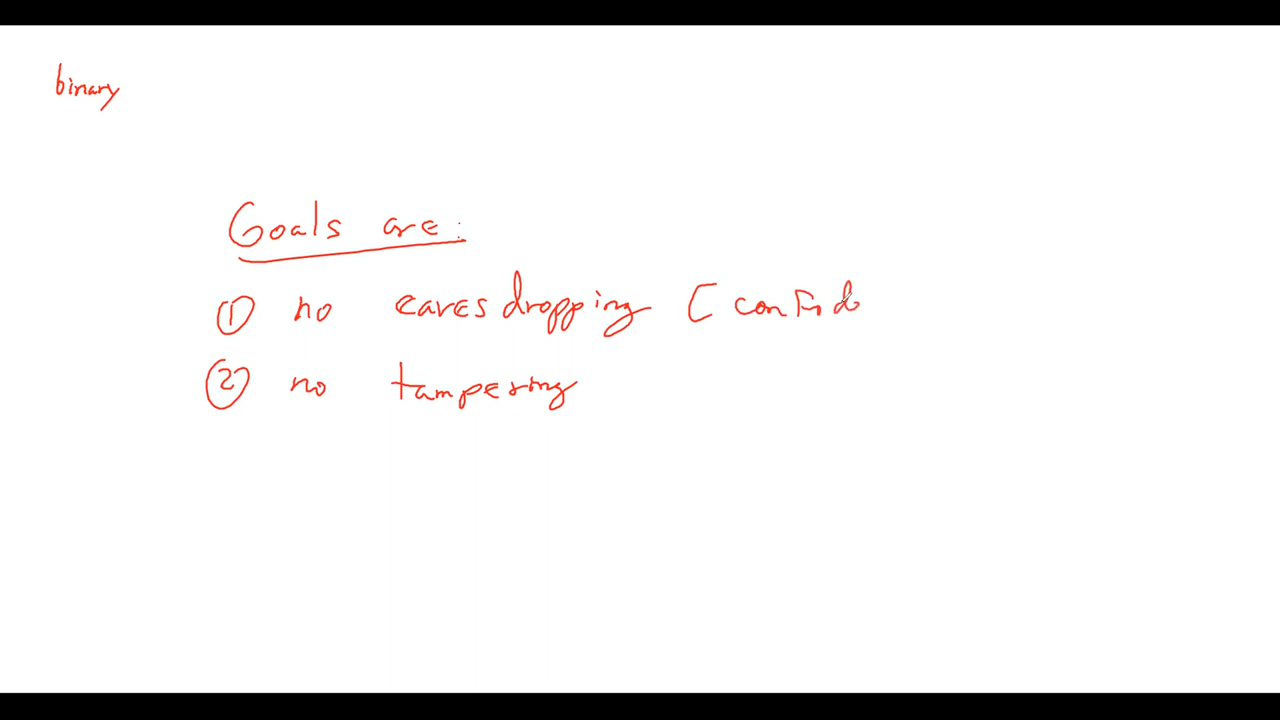 binary
Goals are:
① no eavesdropping [ confid
② no tampering